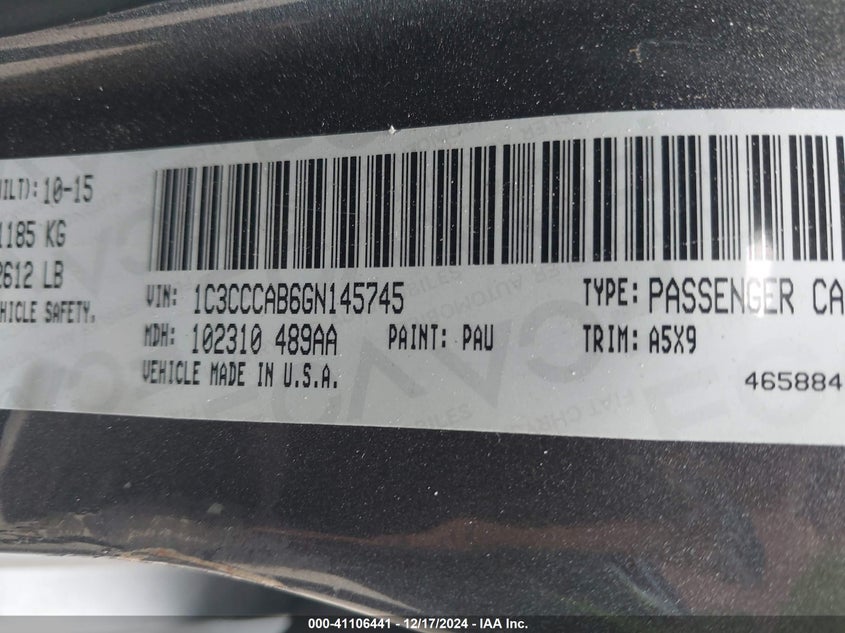 UILT): 10-15
1185 KG
2612 LB
EHICLE SAFETY.
VIN: 1C3CCCAB6GN145745 TYPE: PASSENGER CA
MDH: 102310 489AA PAINT: PAU TRIM: A5X9
VEHICLE MADE IN U.S.A.
465884
000-41106441 - 12/17/2024 - IAA Inc.